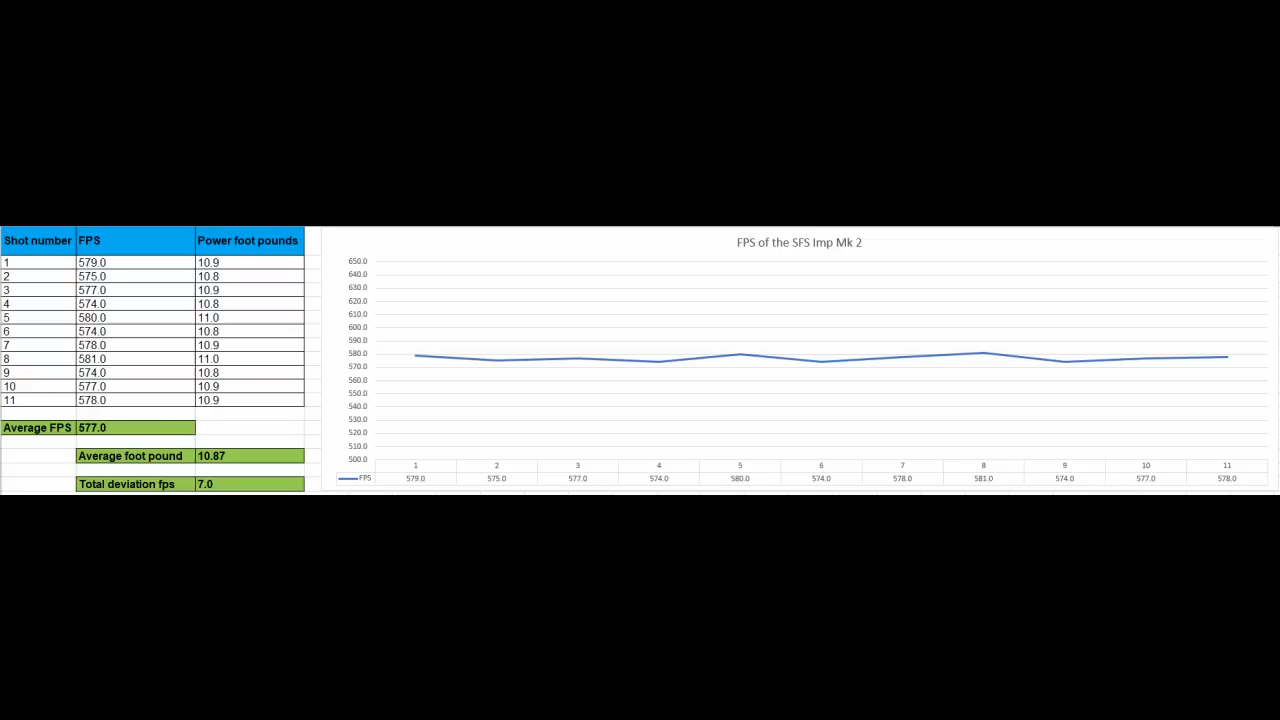 Shot number FPS Power foot pounds
1 579.0 10.9
2 575.0 10.8
3 577.0 10.9
4 574.0 10.8
5 580.0 11.0
6 574.0 10.8
7 578.0 10.9
8 581.0 11.0
9 574.0 10.8
10 577.0 10.9
11 578.0 10.9
Average FPS 577.0
Average foot pound 10.87
Total deviation fps 7.0
FPS of the SFS Imp Mk 2
650.0
640.0
630.0
620.0
610.0
600.0
590.0
580.0
570.0
560.0
550.0
540.0
530.0
520.0
510.0
500.0
1 2 3 4 5 6 7 8 9 10 11
FPS 579.0 575.0 577.0 574.0 580.0 574.0 578.0 581.0 574.0 577.0 578.0